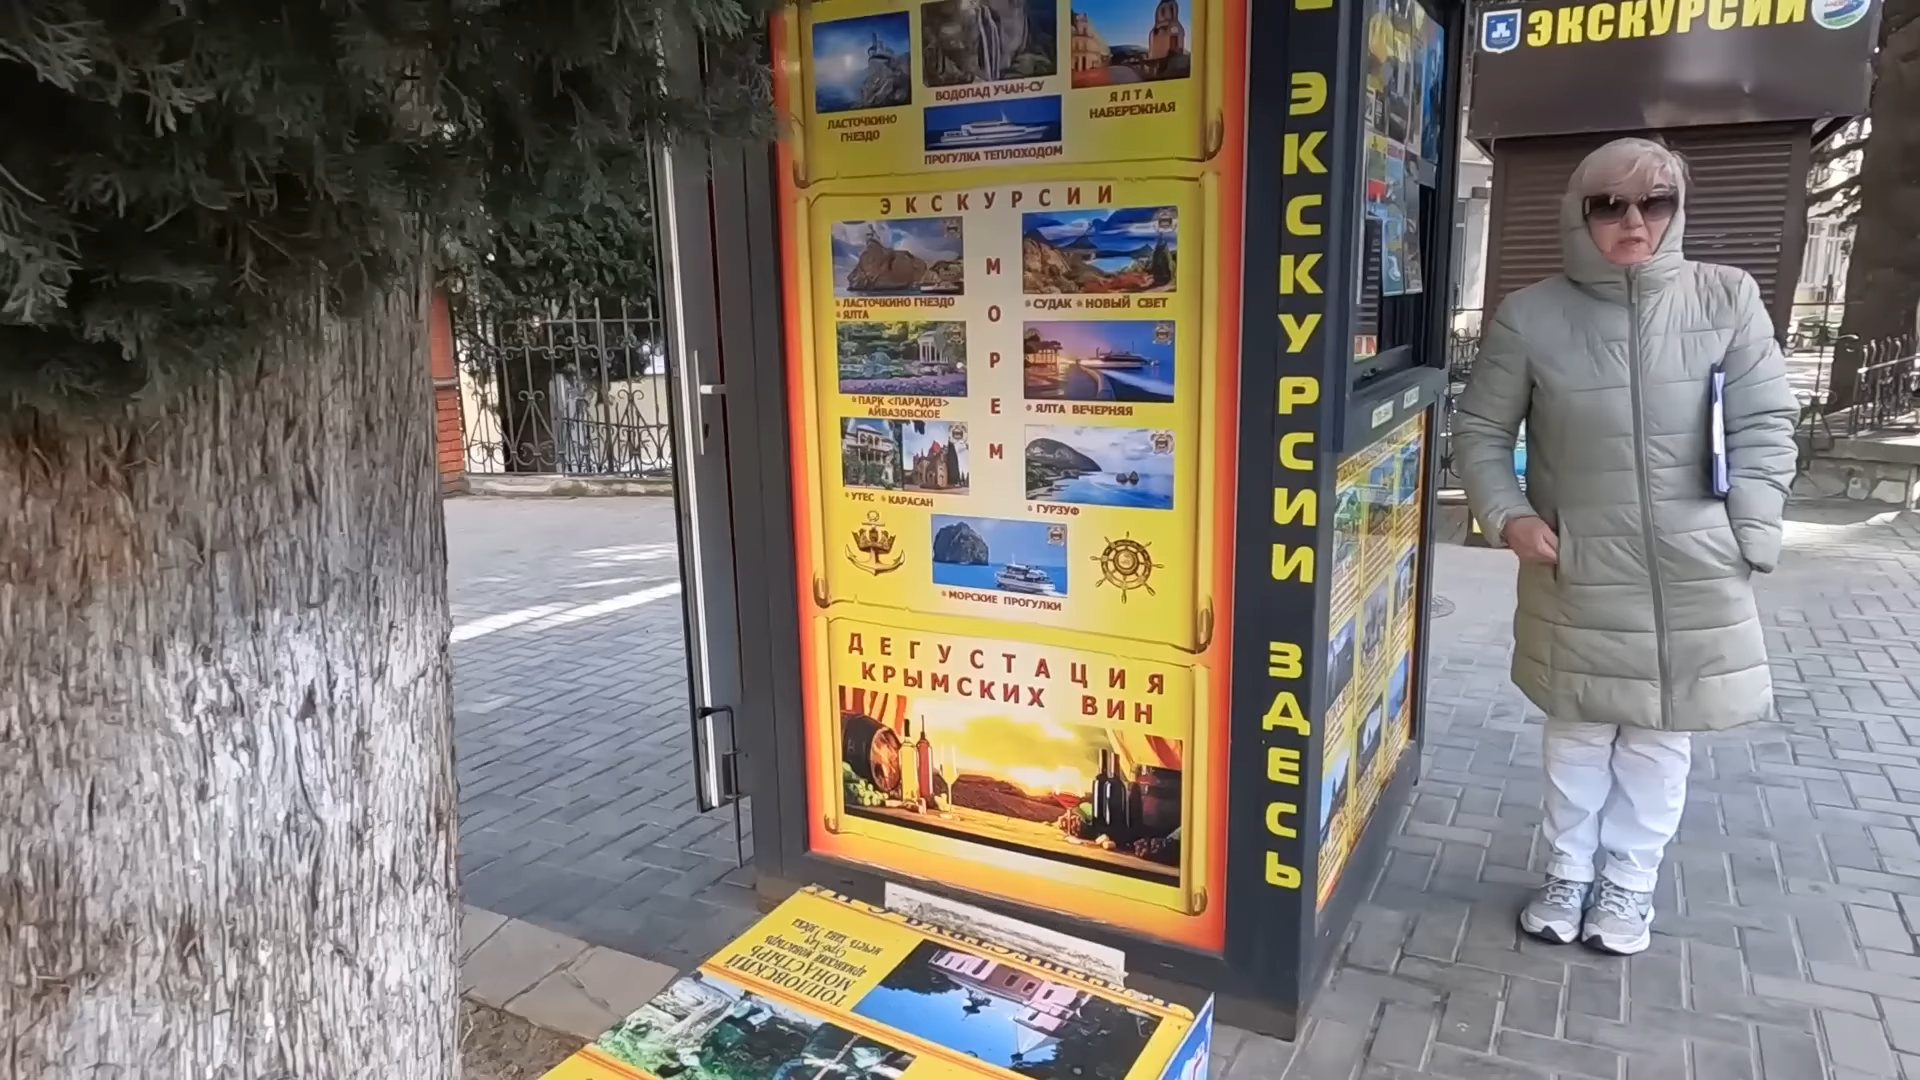 ЛАСТОЧКИНО
ГНЕЗДО
ВОДОПАД УЧАН-СУ
ЯЛТА
НАБЕРЕЖНАЯ
ПРОГУЛКА ТЕПЛОХОДОМ
ЭКСКУРСИИ
МОРЕМ
ЛАСТОЧКИНО ГНЕЗДО
ЯЛТА
СУДАК НОВЫЙ СВЕТ
ПАРК <ПАРАДИЗ>
АЙВАЗОВСКОЕ
ЯЛТА ВЕЧЕРНЯЯ
УТЕС КАРАСАН
ГУРЗУФ
МОРСКИЕ ПРОГУЛКИ
ДЕГУСТАЦИЯ
КРЫМСКИХ ВИН
ЭКСКУРСИИ ЗДЕСЬ
ЭКСКУРСИИ
ТОПЛОВСКИЙ
МОНАСТЫРЬ